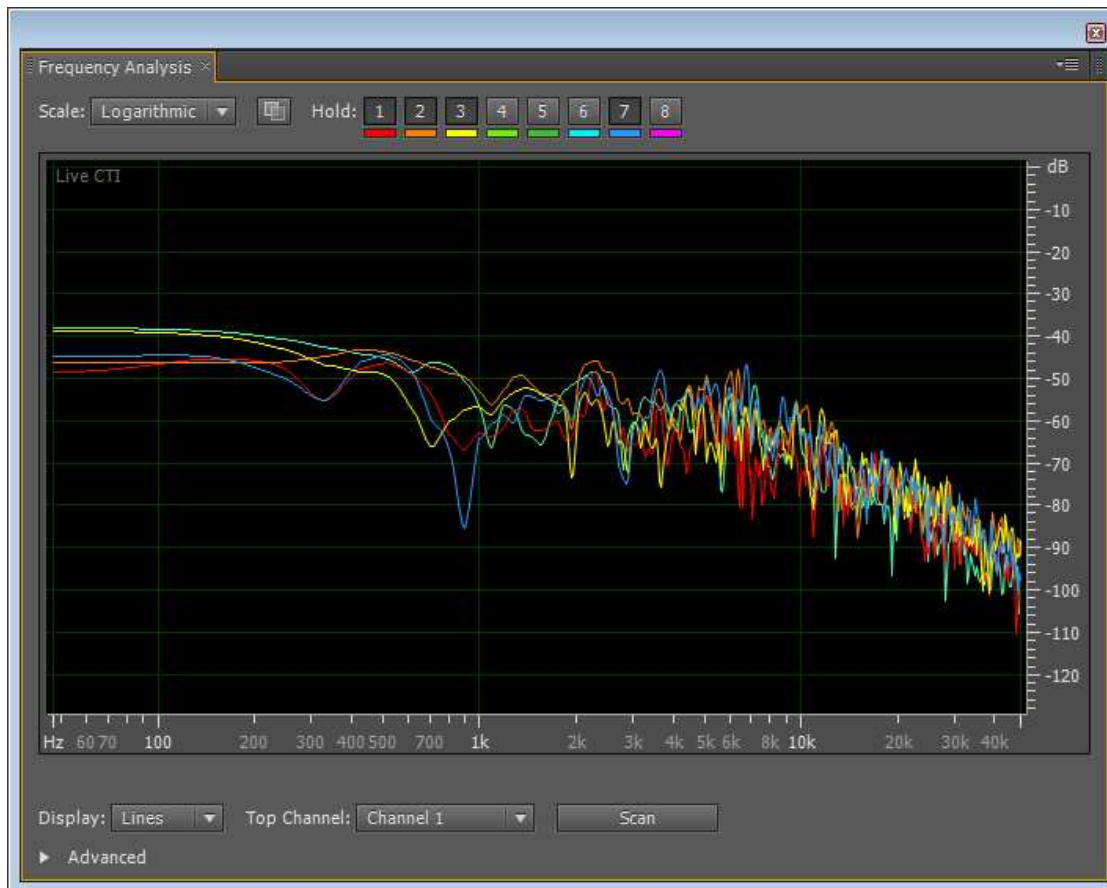 Frequency Analysis ×
Scale: Logarithmic Hold: 1 2 3 4 5 6 7 8
Live CTI
dB
-10
-20
-30
-40
-50
-60
-70
-80
-90
-100
-110
-120
Hz 60 70 100 200 300 400 500 700 1k 2k 3k 4k 5k 6k 8k 10k 20k 30k 40k
Display: Lines Top Channel: Channel 1 Scan
Advanced